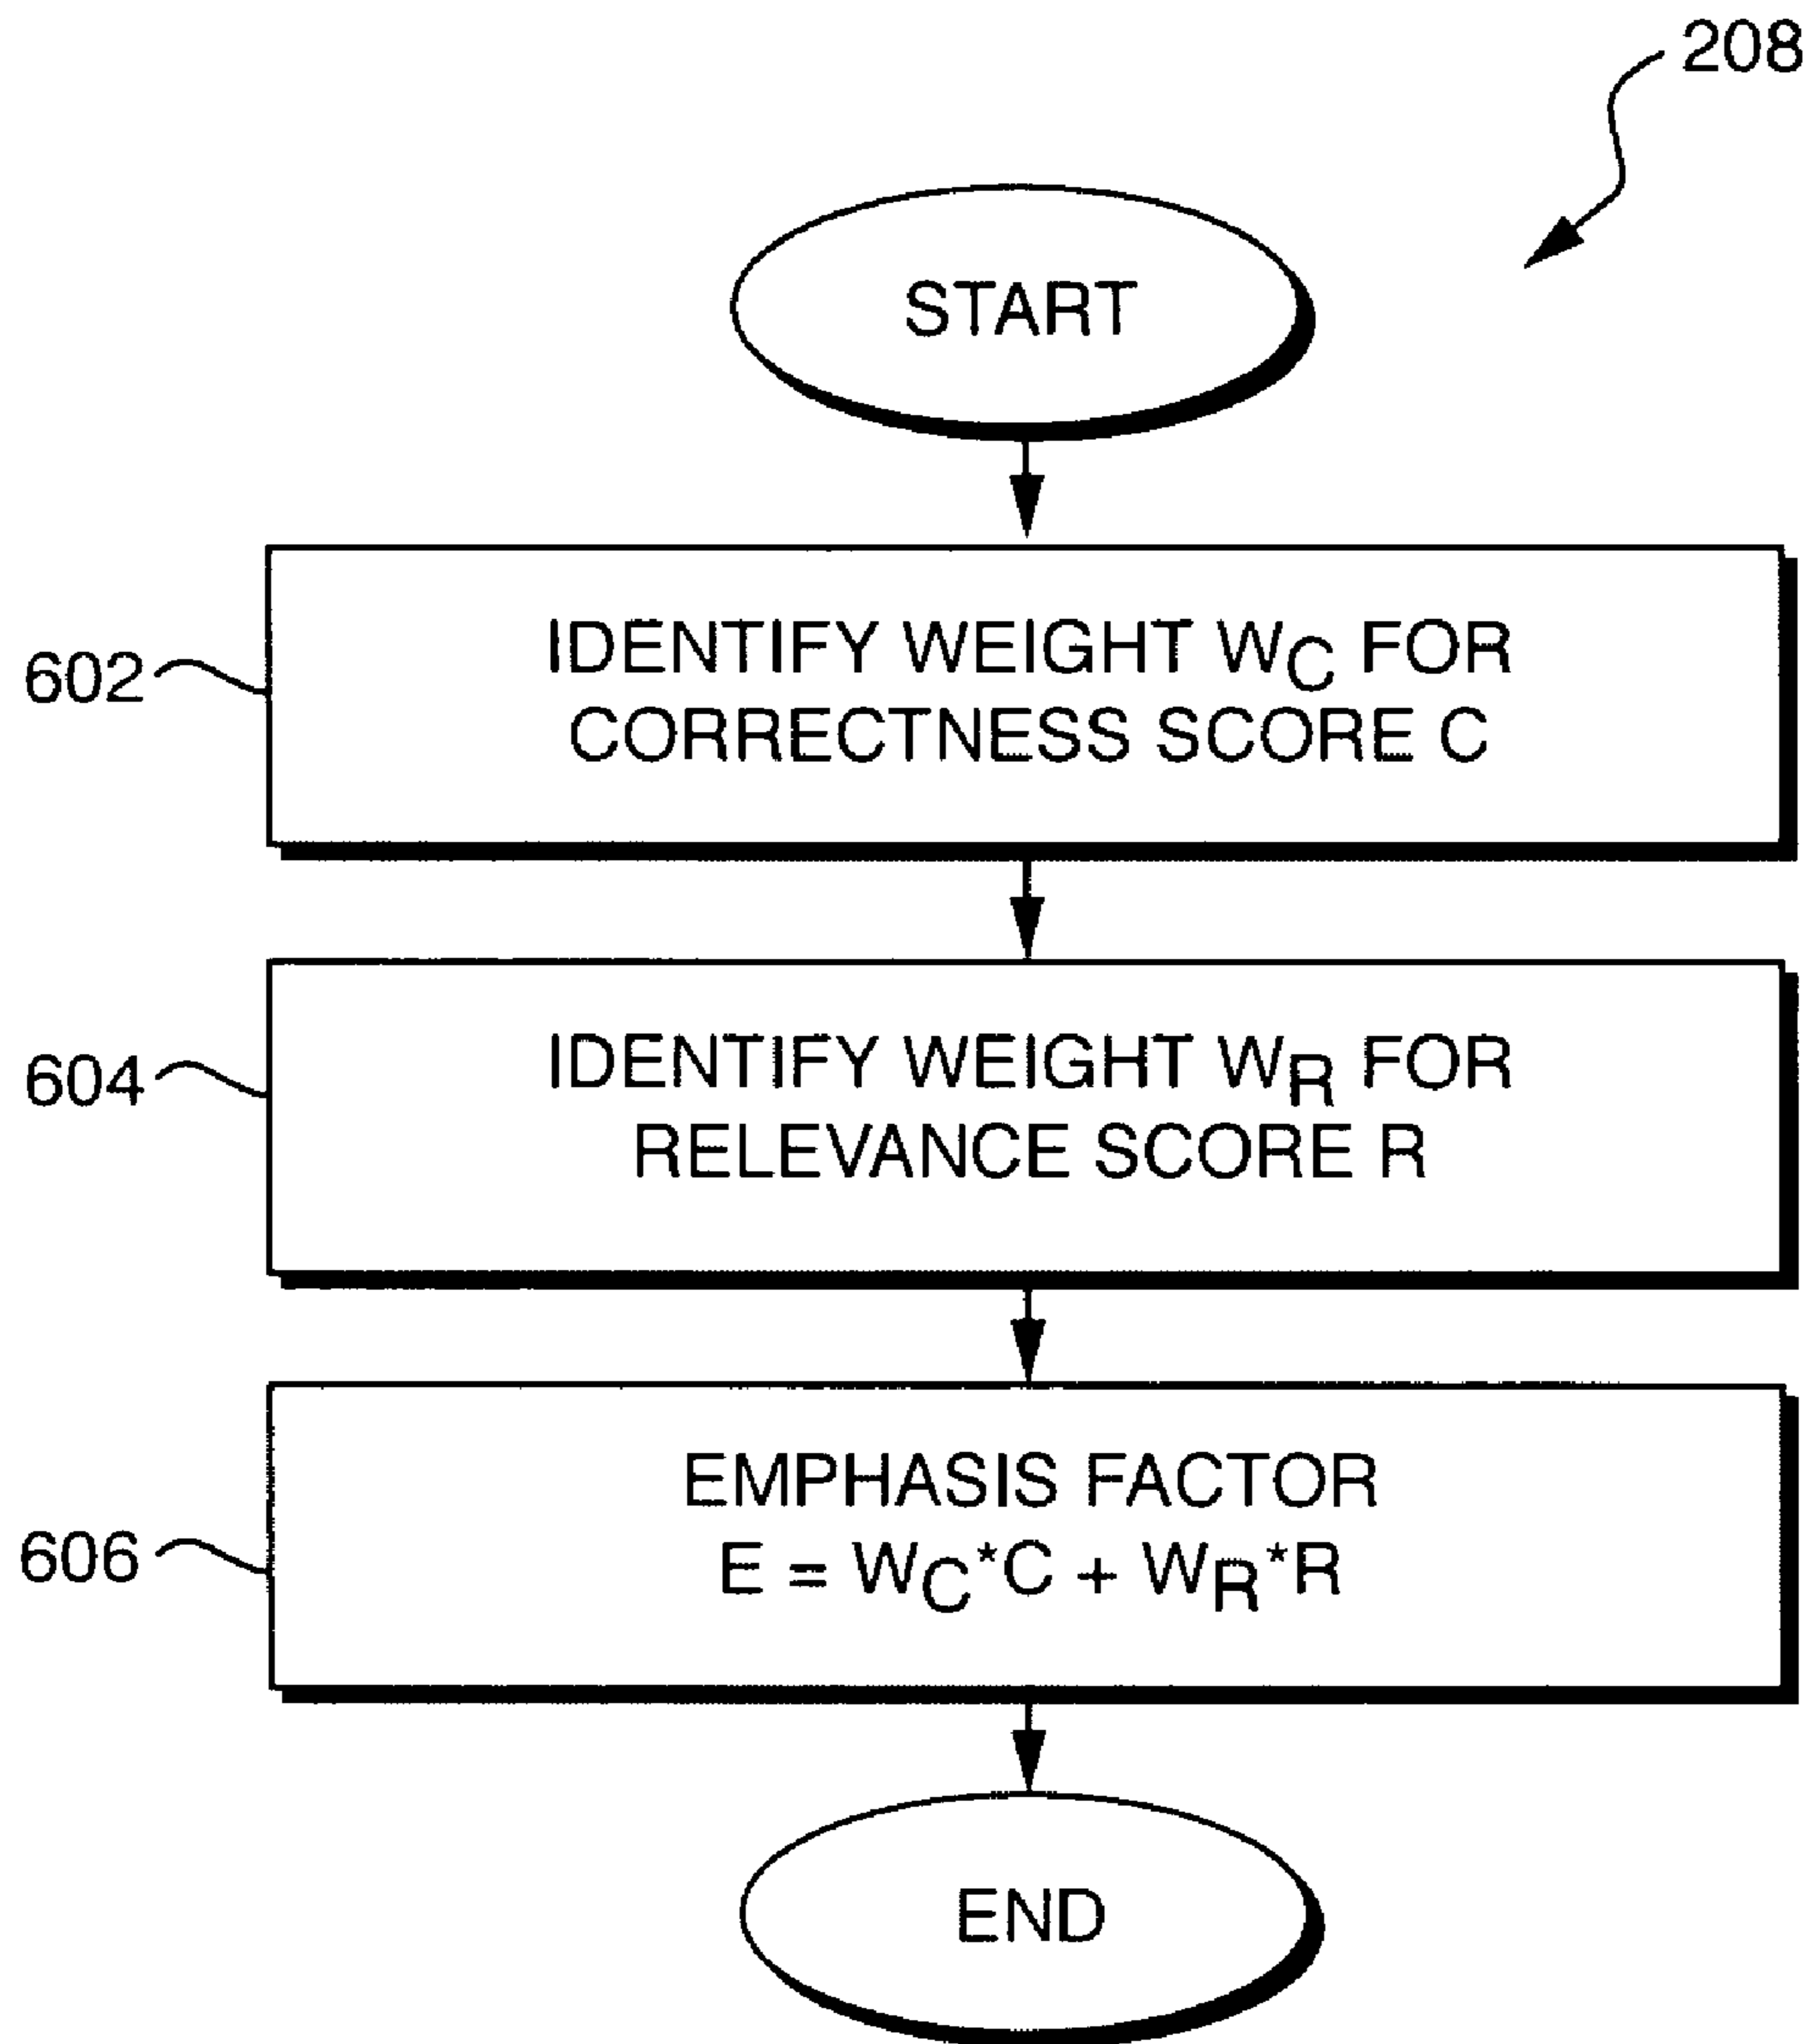 208
START
602
IDENTIFY WEIGHT WC FOR
CORRECTNESS SCORE C
604
IDENTIFY WEIGHT WR FOR
RELEVANCE SCORE R
606
EMPHASIS FACTOR
E = WC*C + WR*R
END